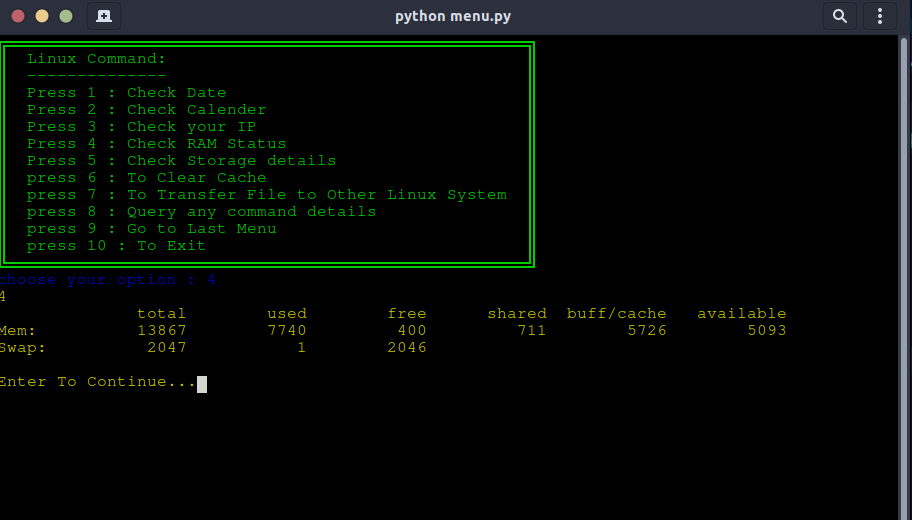 python menu.py
Linux Command:
--------------
Press 1 : Check Date
Press 2 : Check Calender
Press 3 : Check your IP
Press 4 : Check RAM Status
Press 5 : Check Storage details
press 6 : To Clear Cache
press 7 : To Transfer File to Other Linux System
press 8 : Query any command details
press 9 : Go to Last Menu
press 10 : To Exit
choose your option : 4
4
total used free shared buff/cache available
Mem: 13867 7740 400 711 5726 5093
Swap: 2047 1 2046
Enter To Continue...